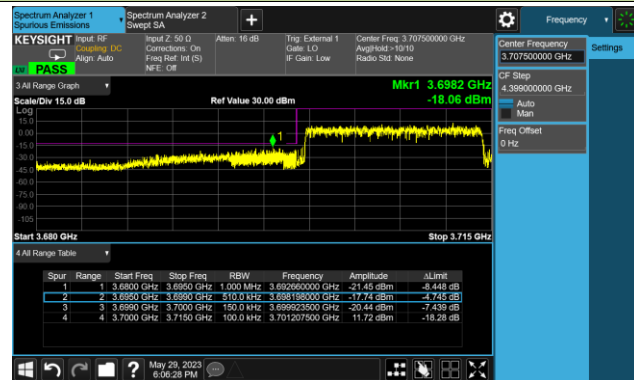 Spectrum Analyzer 1
Spurious Emissions
Spectrum Analyzer 2
Swept SA
Frequency
KEYSIGHT
Input: RF
Coupling: DC
Align: Auto
Input Z: 50 Ω
Corrections: On
Freq Ref: Int (S)
NFE: Off
Atten: 16 dB
Trig: External 1
Gate: LO
IF Gain: Low
Center Freq: 3.707500000 GHz
Avg|Hold:>10/10
Radio Std: None
PASS
Center Frequency
3.707500000 GHz
Settings
CF Step
4.399000000 GHz
Auto
Man
Freq Offset
0 Hz
3 All Range Graph
Mkr1 3.6982 GHz
Scale/Div 15.0 dB
Ref Value 30.00 dBm
-18.06 dBm
Log
15.0
0.00
-15.0
-30.0
-45.0
-60.0
-75.0
-90.0
-105
1
Start 3.680 GHz
Stop 3.715 GHz
4 All Range Table
Spur Range Start Freq Stop Freq RBW Frequency Amplitude ΔLimit
1 1 3.6800 GHz 3.6950 GHz 1.000 MHz 3.692660000 GHz -21.45 dBm -8.448 dB
2 2 3.6950 GHz 3.6990 GHz 510.0 kHz 3.698198000 GHz -17.74 dBm -4.745 dB
3 3 3.6990 GHz 3.7000 GHz 150.0 kHz 3.699923500 GHz -20.44 dBm -7.439 dB
4 4 3.7000 GHz 3.7150 GHz 100.0 kHz 3.701207500 GHz 11.72 dBm -18.28 dB
May 29, 2023
6:06:28 PM